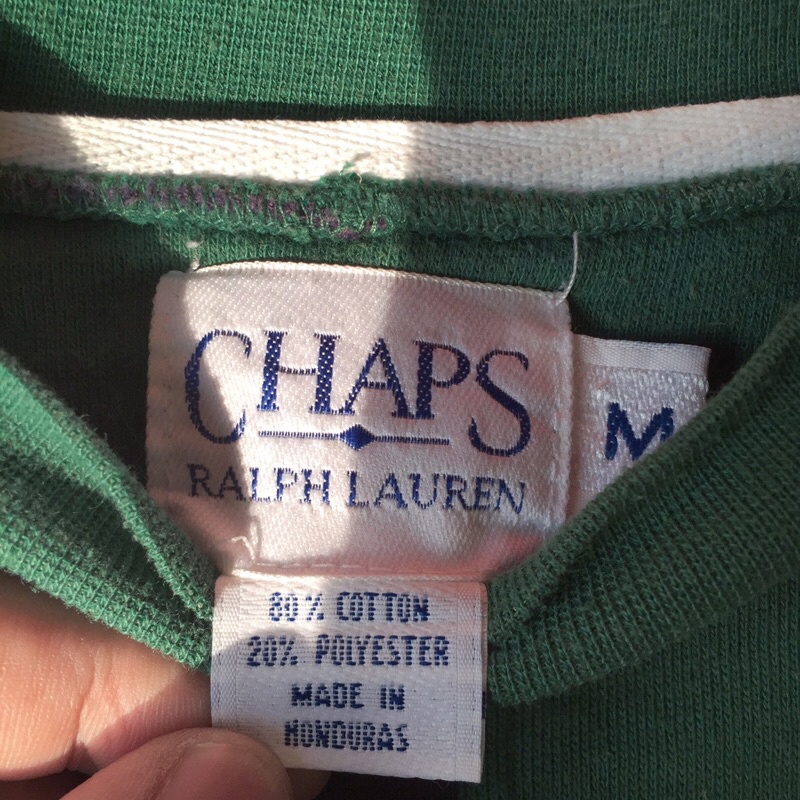 CHAPS
RALPH LAUREN
M
80% COTTON
20% POLYESTER
MADE IN
HONDURAS